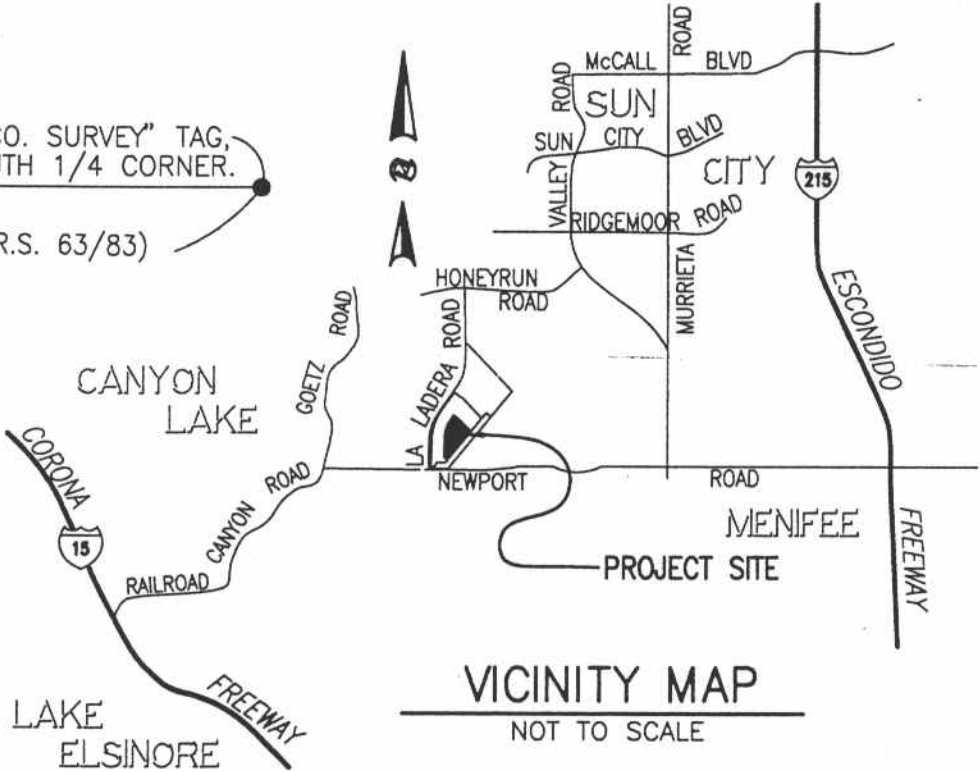 CO. SURVEY" TAG,
UTH 1/4 CORNER.
R.S. 63/83)
McCALL BLVD
ROAD
SUN
CITY
VALLEY ROAD
SUN CITY BLVD
215
RIDGEMOOR ROAD
MURRIETA
HONEYRUN
ROAD
ESCONDIDO
FREEWAY
GOETZ ROAD
LA LADERA ROAD
CANYON
LAKE
CORONA
15
FREEWAY
RAILROAD CANYON ROAD
NEWPORT ROAD
MENIFEE
PROJECT SITE
LAKE
ELSINORE
VICINITY MAP
NOT TO SCALE